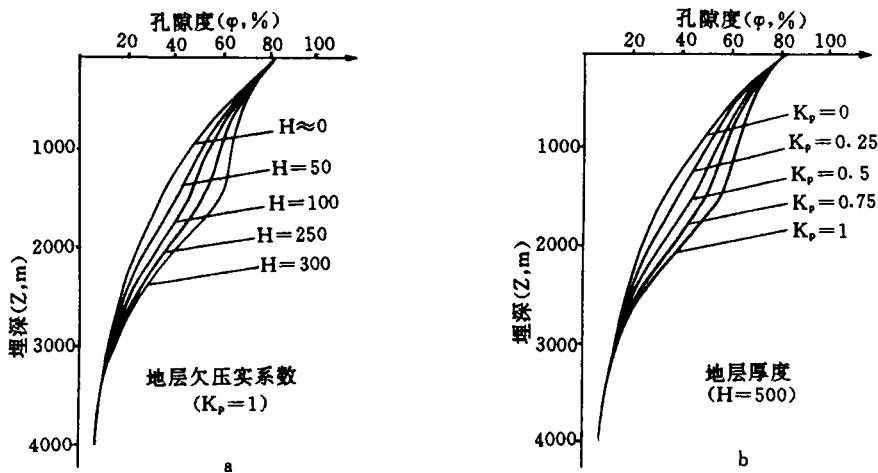 孔隙度(φ,%)
20 40 60 80 100
H≈0
1000
H=50
H=100
2000
H=250
H=300
埋深(Z,m)
3000
地层欠压实系数
(Kₚ=1)
4000
a
孔隙度(φ,%)
20 40 60 80 100
Kₚ=0
1000
Kₚ=0.25
Kₚ=0.5
Kₚ=0.75
2000
Kₚ=1
埋深(Z,m)
3000
地层厚度
(H=500)
4000
b